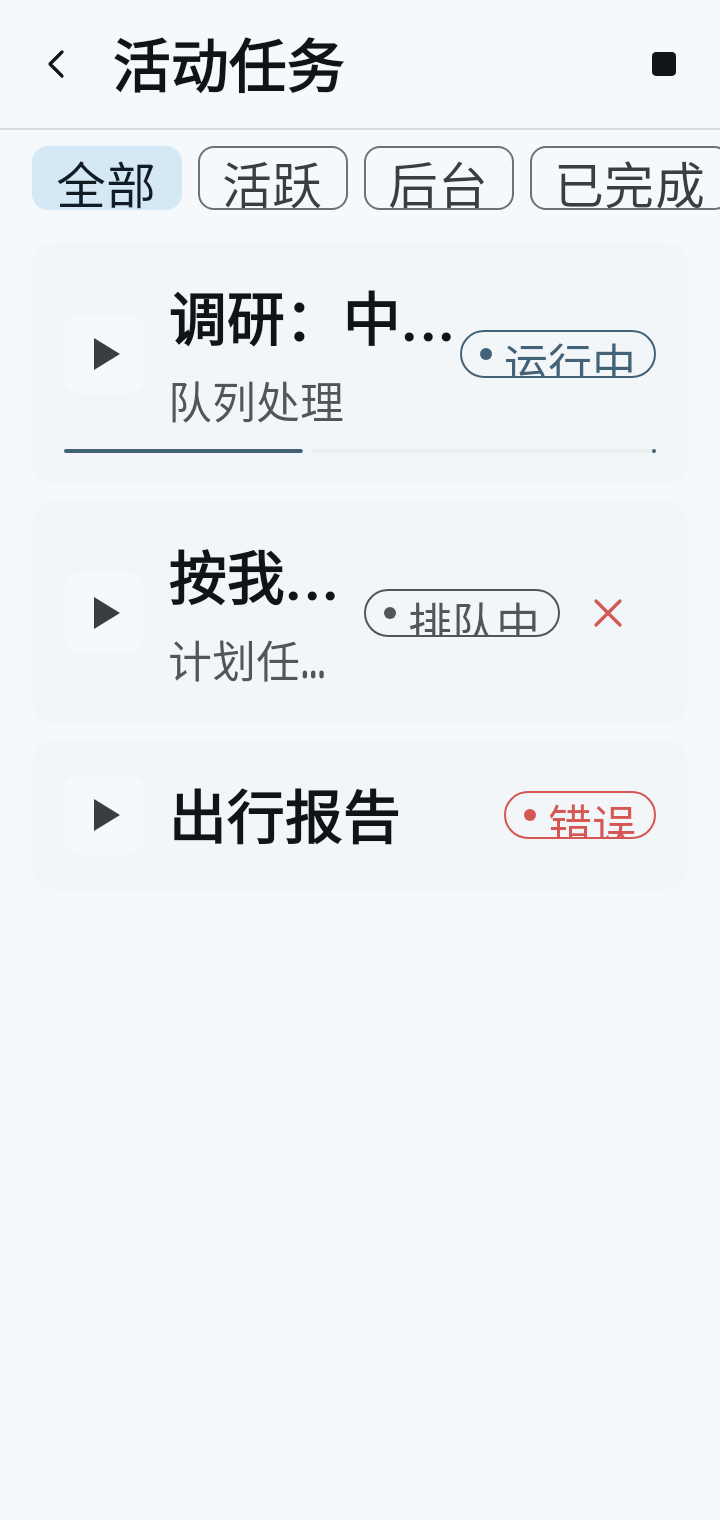 活动任务
全部 活跃 后台 已完成
调研：中...
运行中
队列处理
按我...
排队中
计划任...
出行报告
错误